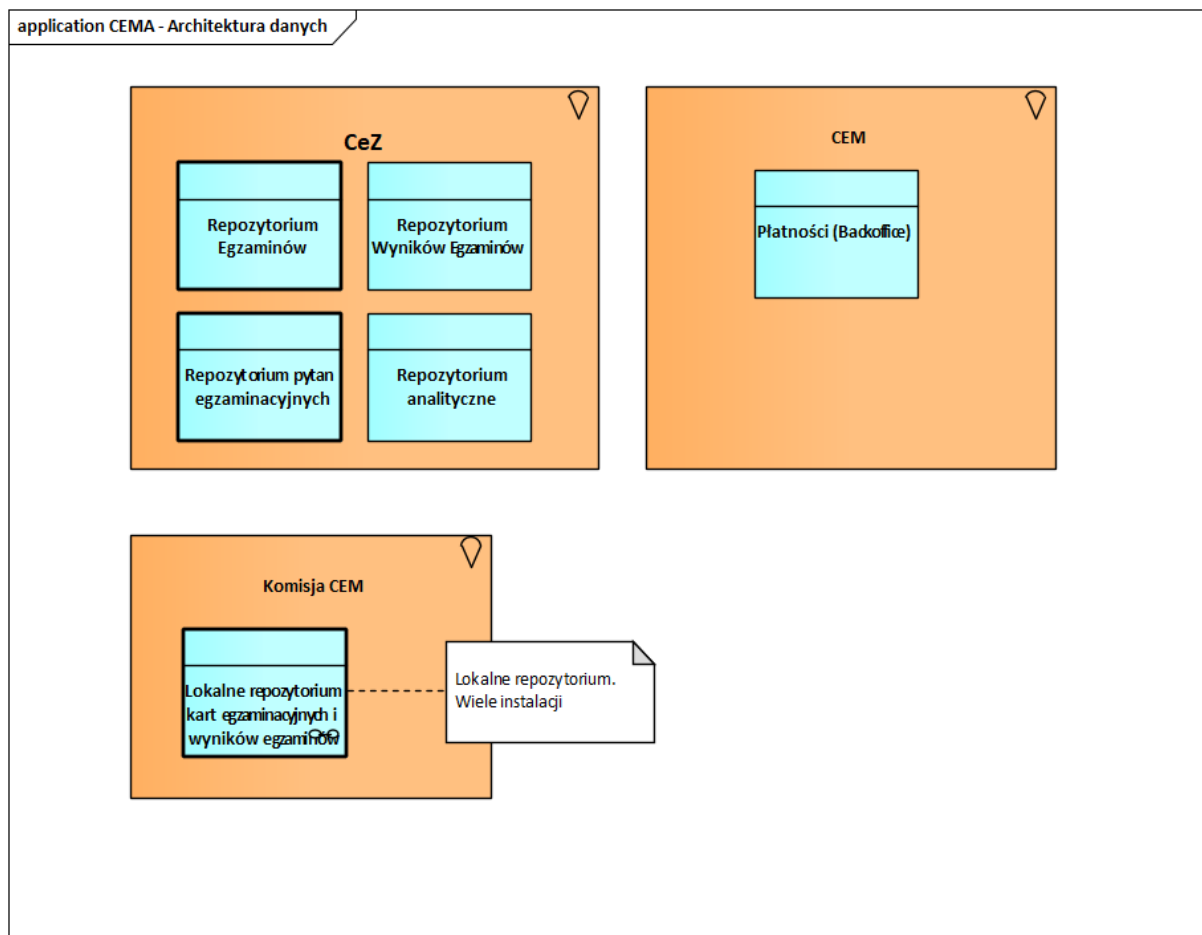 application CEMA - Architektura danych
CeZ
Repozytorium
Egzaminów
Repozytorium
Wyników Egzaminów
Repozytorium pytan
egzaminacyjnych
Repozytorium
analityczne
CEM
Płatności (Backoffice)
Komisja CEM
Lokalne repozytorium
kart egzaminacyjnych i
wyników egzaminów
Lokalne repozytorium.
Wiele instalacji